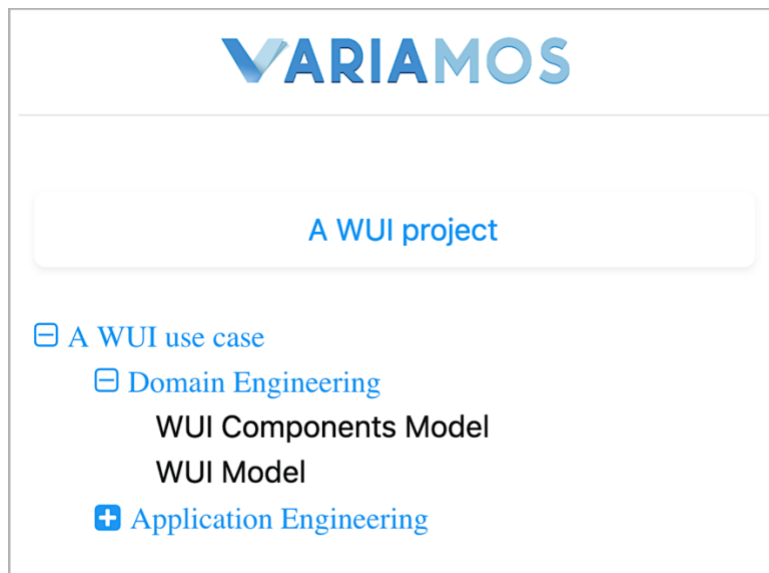 VARIAMOS
A WUI project
A WUI use case
Domain Engineering
WUI Components Model
WUI Model
Application Engineering